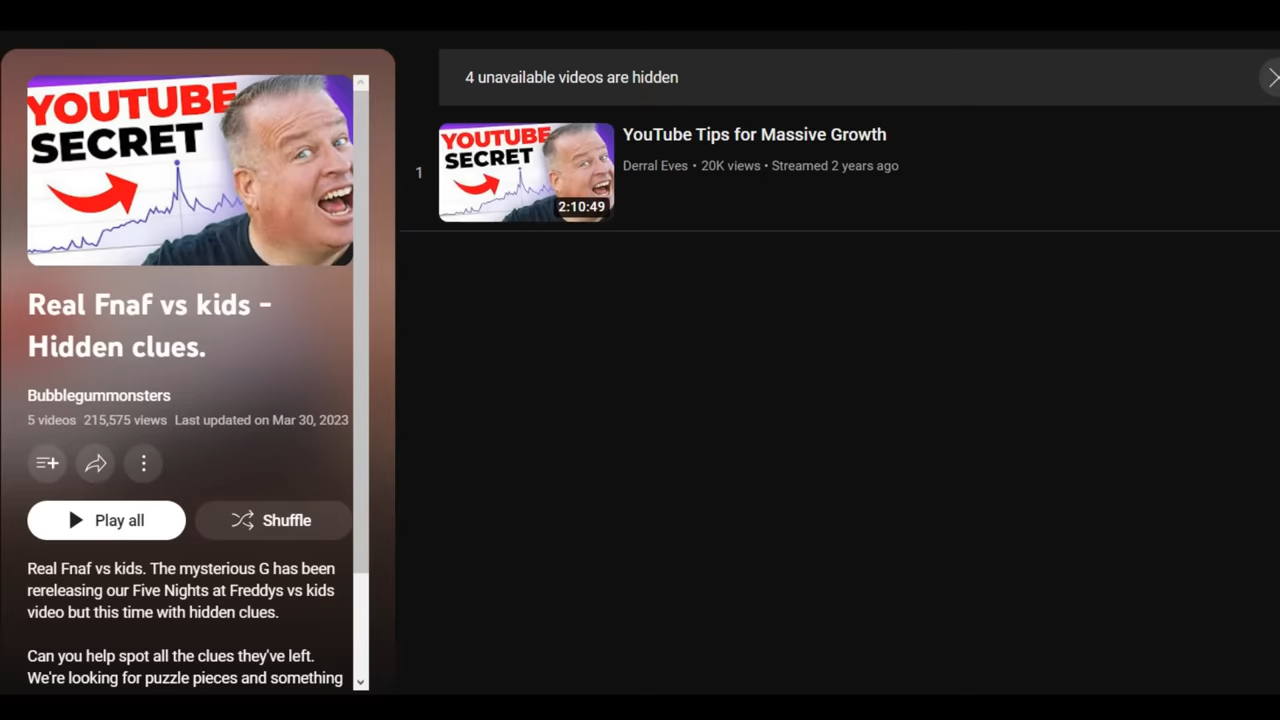 YOUTUBE
SECRET
Real Fnaf vs kids -
Hidden clues.
Bubblegummonsters
5 videos 215,575 views Last updated on Mar 30, 2023
Play all
Shuffle
Real Fnaf vs kids. The mysterious G has been
rereleasing our Five Nights at Freddys vs kids
video but this time with hidden clues.
Can you help spot all the clues they've left.
We're looking for puzzle pieces and something
4 unavailable videos are hidden
1
YOUTUBE
SECRET
2:10:49
YouTube Tips for Massive Growth
Derral Eves • 20K views • Streamed 2 years ago